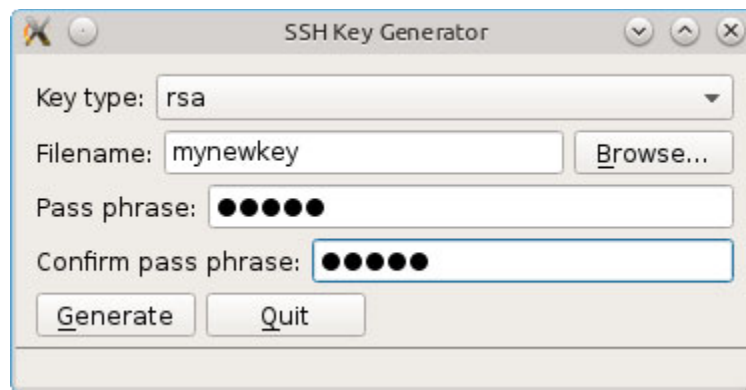 SSH Key Generator
Key type: rsa
Filename: mynewkey Browse...
Pass phrase: ●●●●●
Confirm pass phrase: ●●●●●
Generate Quit